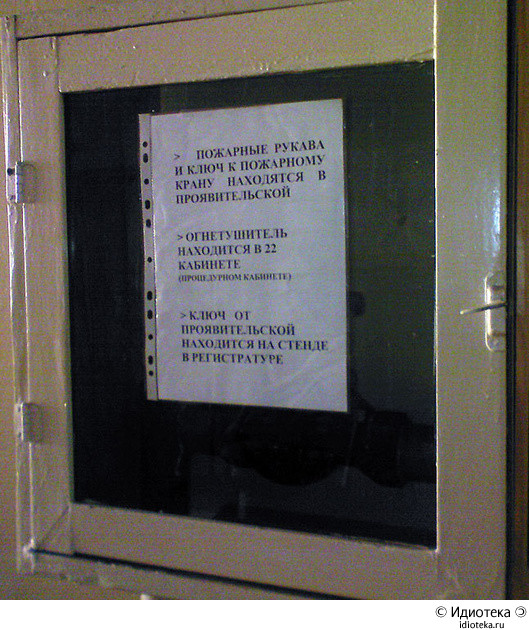 > ПОЖАРНЫЕ РУКАВА
И КЛЮЧ К ПОЖАРНОМУ
КРАНУ НАХОДЯТСЯ В
ПРОЯВИТЕЛЬСКОЙ
> ОГНЕТУШИТЕЛЬ
НАХОДИТСЯ В 22
КАБИНЕТЕ
(ПРОЦЕДУРНОМ КАБИНЕТЕ)
> КЛЮЧ ОТ
ПРОЯВИТЕЛЬСКОЙ
НАХОДИТСЯ НА СТЕНДЕ
В РЕГИСТРАТУРЕ
© Идиотека
idioteka.ru